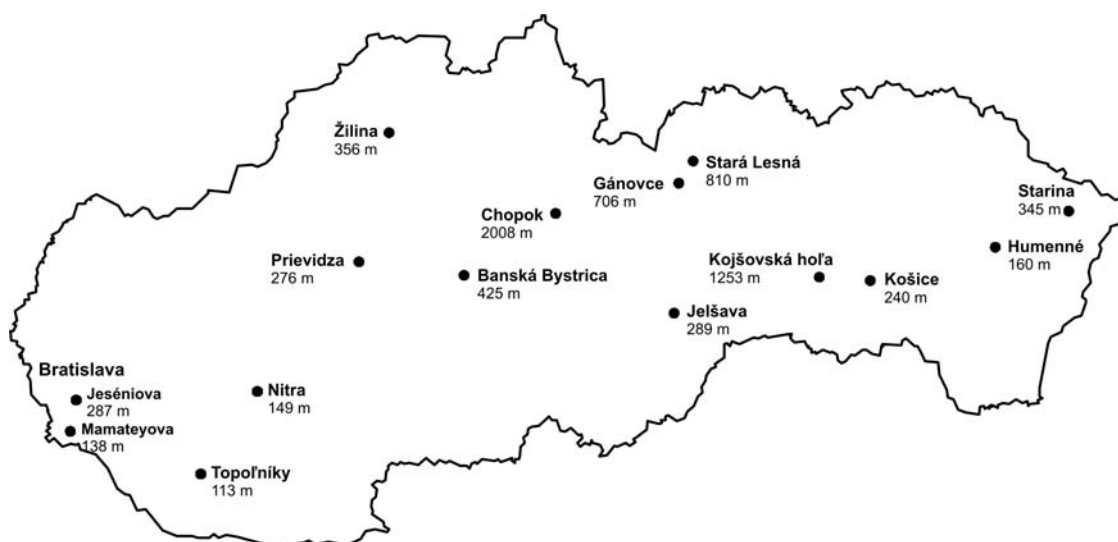 Žilina
356 m
Stará Lesná
810 m
Gánovce
706 m
Starina
345 m
Chopok
2008 m
Humenné
160 m
Prievidza
276 m
Banská Bystrica
425 m
Kojšovská hoľa
1253 m
Košice
240 m
Jelšava
289 m
Bratislava
Jeséniova
287 m
Nitra
149 m
Mamateyova
138 m
Topoľníky
113 m